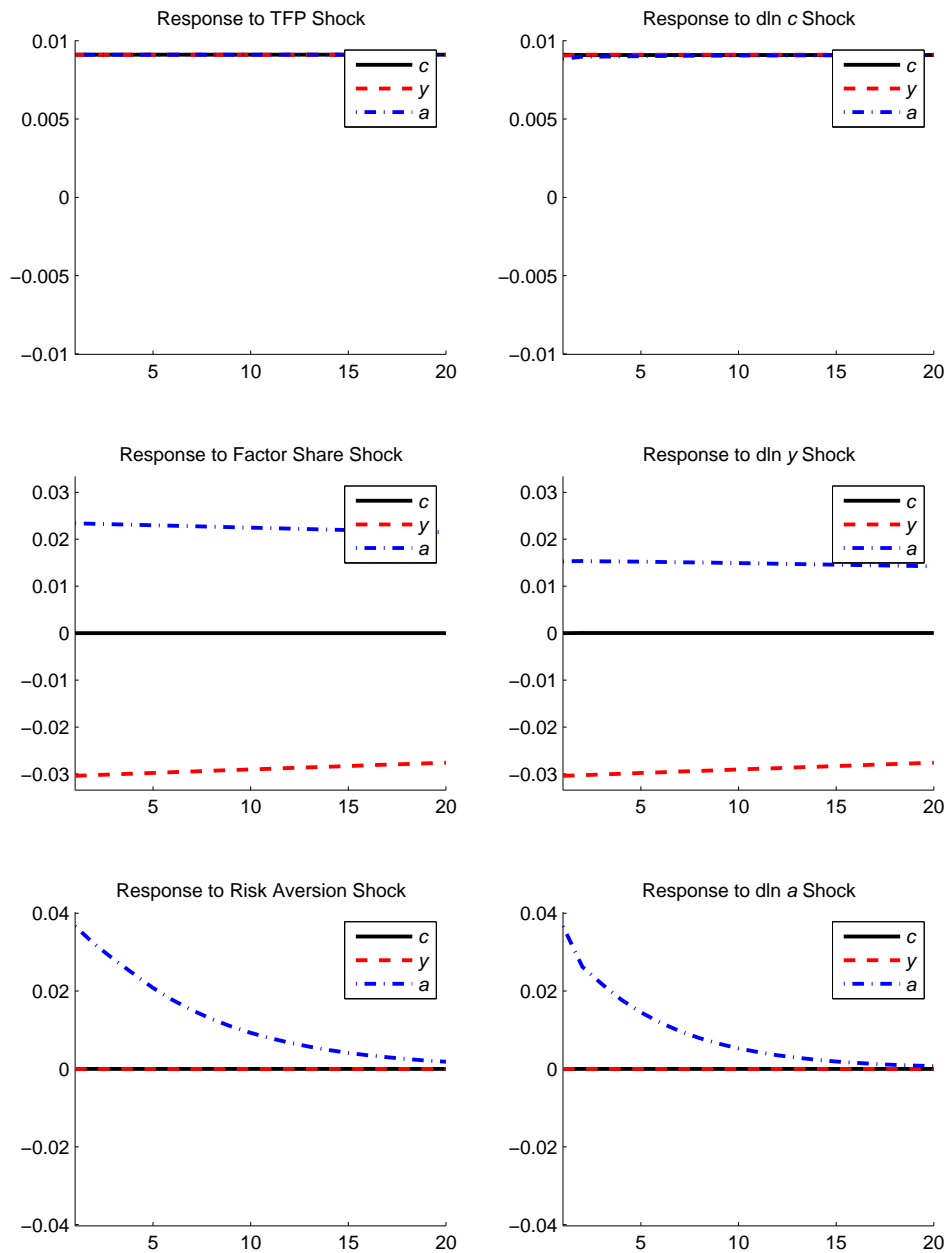 Response to TFP Shock
0.01
0.005
0
−0.005
−0.01
5 10 15 20
c
y
a
Response to dln c Shock
0.01
0.005
0
−0.005
−0.01
5 10 15 20
c
y
a
Response to Factor Share Shock
0.03
0.02
0.01
0
−0.01
−0.02
−0.03
5 10 15 20
c
y
a
Response to dln y Shock
0.03
0.02
0.01
0
−0.01
−0.02
−0.03
5 10 15 20
c
y
a
Response to Risk Aversion Shock
0.04
0.02
0
−0.02
−0.04
5 10 15 20
c
y
a
Response to dln a Shock
0.04
0.02
0
−0.02
−0.04
5 10 15 20
c
y
a